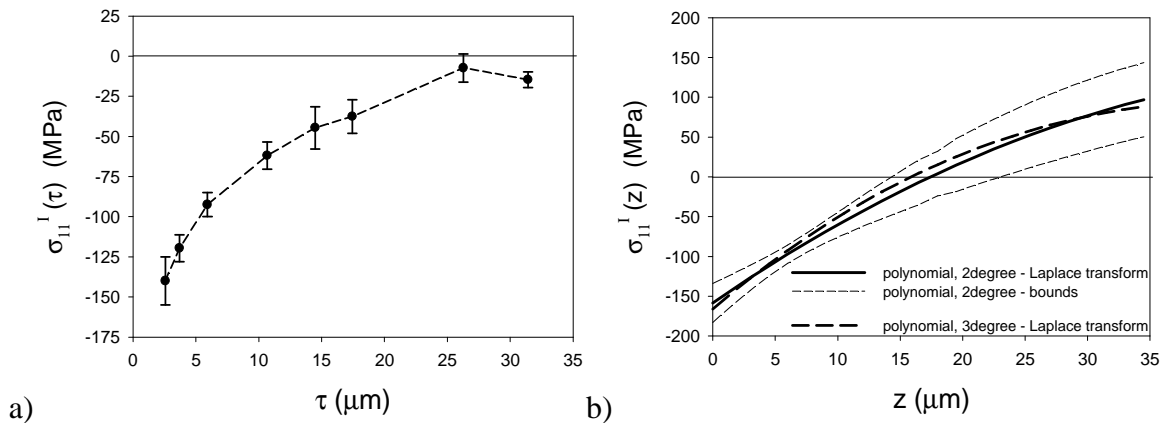 25
0
-25
-50
-75
-100
-125
-150
-175
0 5 10 15 20 25 30 35
σ₁₁ᴵ (τ) (MPa)
τ (μm)
a)
200
150
100
50
0
-50
-100
-150
-200
0 5 10 15 20 25 30 35
σ₁₁ᴵ (z) (MPa)
z (μm)
polynomial, 2degree - Laplace transform
polynomial, 2degree - bounds
polynomial, 3degree - Laplace transform
b)